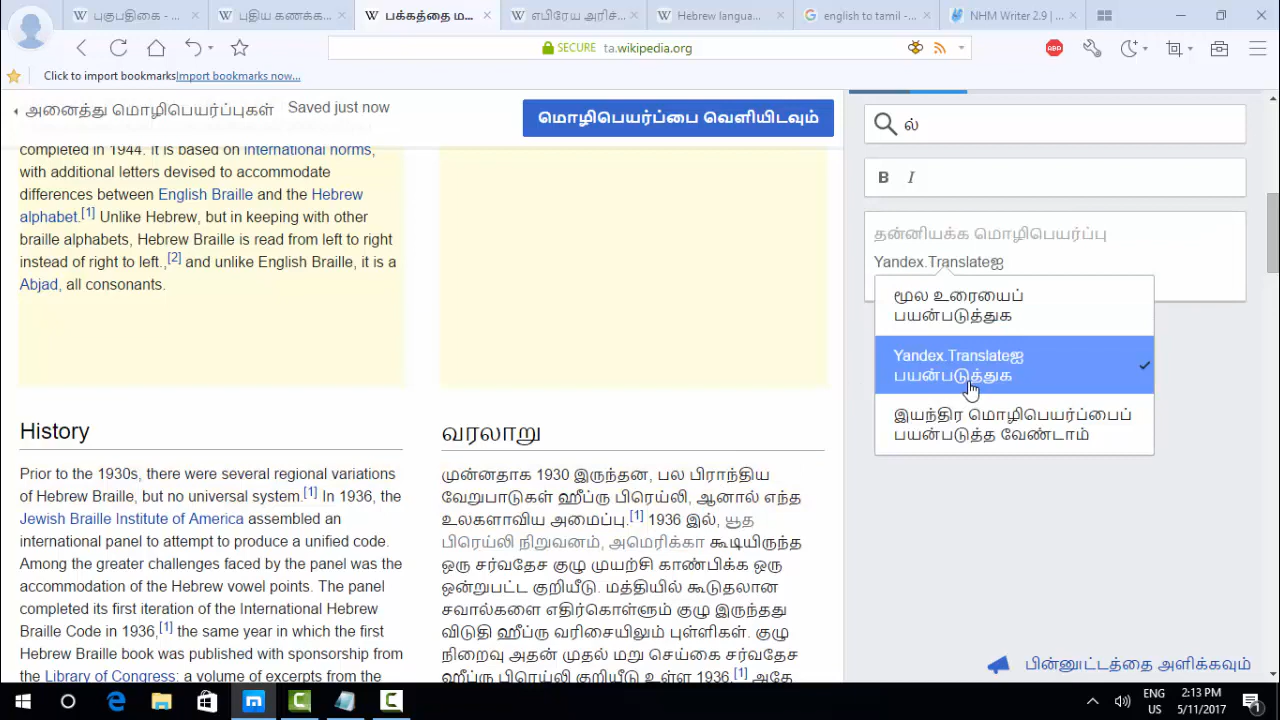 பகுபதிகை - ...
புதிய கணக்க...
பக்கத்தை ம...
எபிரேய அரிச்...
Hebrew langua...
english to tamil -...
NHM Writer 2.9 | ...
SECURE ta.wikipedia.org
Click to import bookmarks Import bookmarks now...
அனைத்து மொழிபெயர்ப்புகள் Saved just now
மொழிபெயர்ப்பை வெளியிடவும்
completed in 1944. It is based on international norms,
with additional letters devised to accommodate
differences between English Braille and the Hebrew
alphabet.[1] Unlike Hebrew, but in keeping with other
braille alphabets, Hebrew Braille is read from left to right
instead of right to left.,[2] and unlike English Braille, it is a
Abjad, all consonants.
History
Prior to the 1930s, there were several regional variations
of Hebrew Braille, but no universal system.[1] In 1936, the
Jewish Braille Institute of America assembled an
international panel to attempt to produce a unified code.
Among the greater challenges faced by the panel was the
accommodation of the Hebrew vowel points. The panel
completed its first iteration of the International Hebrew
Braille Code in 1936,[1] the same year in which the first
Hebrew Braille book was published with sponsorship from
the Library of Congress: a volume of excerpts from the
வரலாறு
முன்னதாக 1930 இருந்தன, பல பிராந்திய
வேறுபாடுகள் ஹீப்ரு பிரெய்லி, ஆனால் எந்த
உலகளாவிய அமைப்பு.[1] 1936 இல், யூத
பிரெய்லி நிறுவனம், அமெரிக்கா கூடியிருந்த
ஒரு சர்வதேச குழு முயற்சி காண்பிக்க ஒரு
ஒன்றுபட்ட குறியீடு. மத்தியில் கூடுதலான
சவால்களை எதிர்கொள்ளும் குழு இருந்தது
விடுதி ஹீப்ரு வரிசையிலும் புள்ளிகள். குழு
நிறைவு அதன் முதல் மறு செய்கை சர்வதேச
ஹீப்ரு பிரெய்லி குறியீடு உள்ள 1936,[1] அதே
ல்
B I
தன்னியக்க மொழிபெயர்ப்பு
Yandex.Translateஐ
மூல உரையைப்
பயன்படுத்துக
Yandex.Translateஐ
பயன்படுத்துக
இயந்திர மொழிபெயர்ப்பைப்
பயன்படுத்த வேண்டாம்
பின்னூட்டத்தை அளிக்கவும்
ENG
US
2:13 PM
5/11/2017